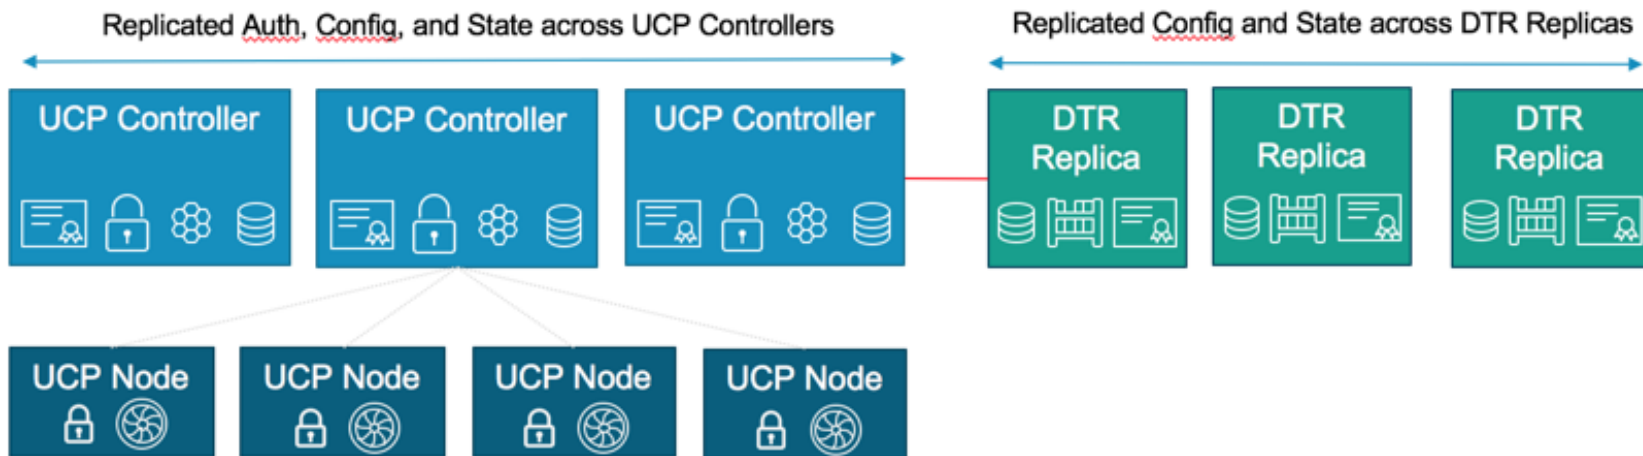 Replicated Auth, Config, and State across UCP Controllers
Replicated Config and State across DTR Replicas
UCP Controller
UCP Controller
UCP Controller
DTR
Replica
DTR
Replica
DTR
Replica
UCP Node
UCP Node
UCP Node
UCP Node